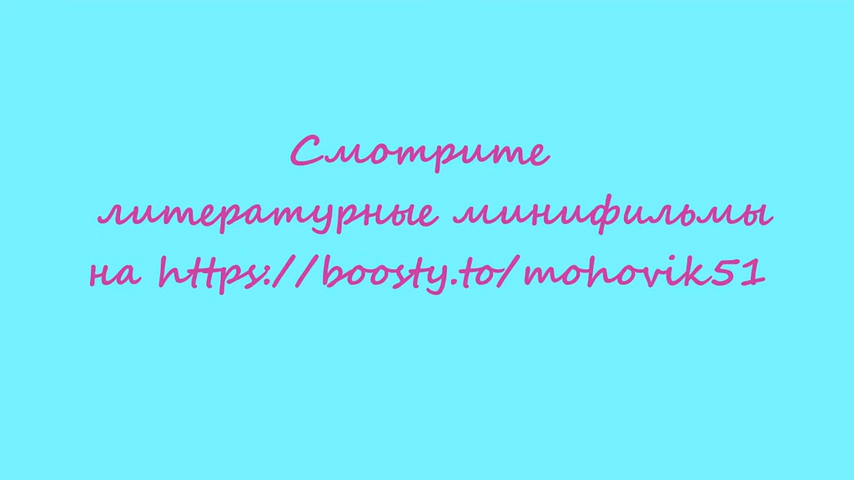 Смотрите
литературные минифильмы
на https://boosty.to/mohovik51